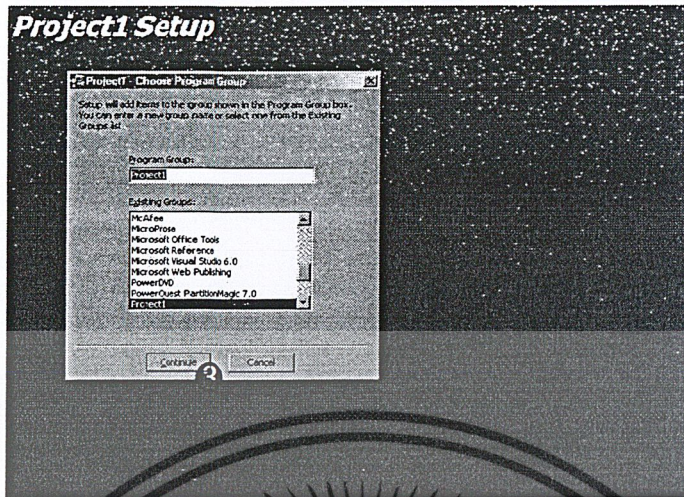 Project1 Setup
Project1 - Choose Program Group
Setup will add items to the group shown in the Program Group box.
You can enter a new group name or select one from the Existing
Groups list.
Program Group:
Project1
Existing Groups:
McAfee
MicroProse
Microsoft Office Tools
Microsoft Reference
Microsoft Visual Studio 6.0
Microsoft Web Publishing
PowerDVD
PowerQuest PartitionMagic 7.0
Project1
Continue
Cancel
3